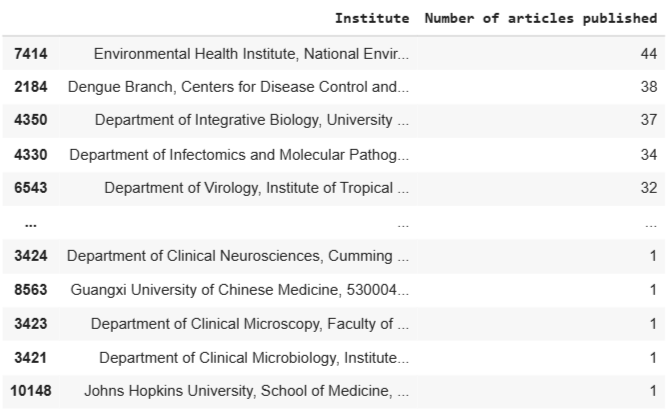 Institute Number of articles published
7414 Environmental Health Institute, National Envir... 44
2184 Dengue Branch, Centers for Disease Control and... 38
4350 Department of Integrative Biology, University ... 37
4330 Department of Infectomics and Molecular Pathog... 34
6543 Department of Virology, Institute of Tropical ... 32
... ... ...
3424 Department of Clinical Neurosciences, Cumming ... 1
8563 Guangxi University of Chinese Medicine, 530004... 1
3423 Department of Clinical Microscopy, Faculty of ... 1
3421 Department of Clinical Microbiology, Institute... 1
10148 Johns Hopkins University, School of Medicine, ... 1